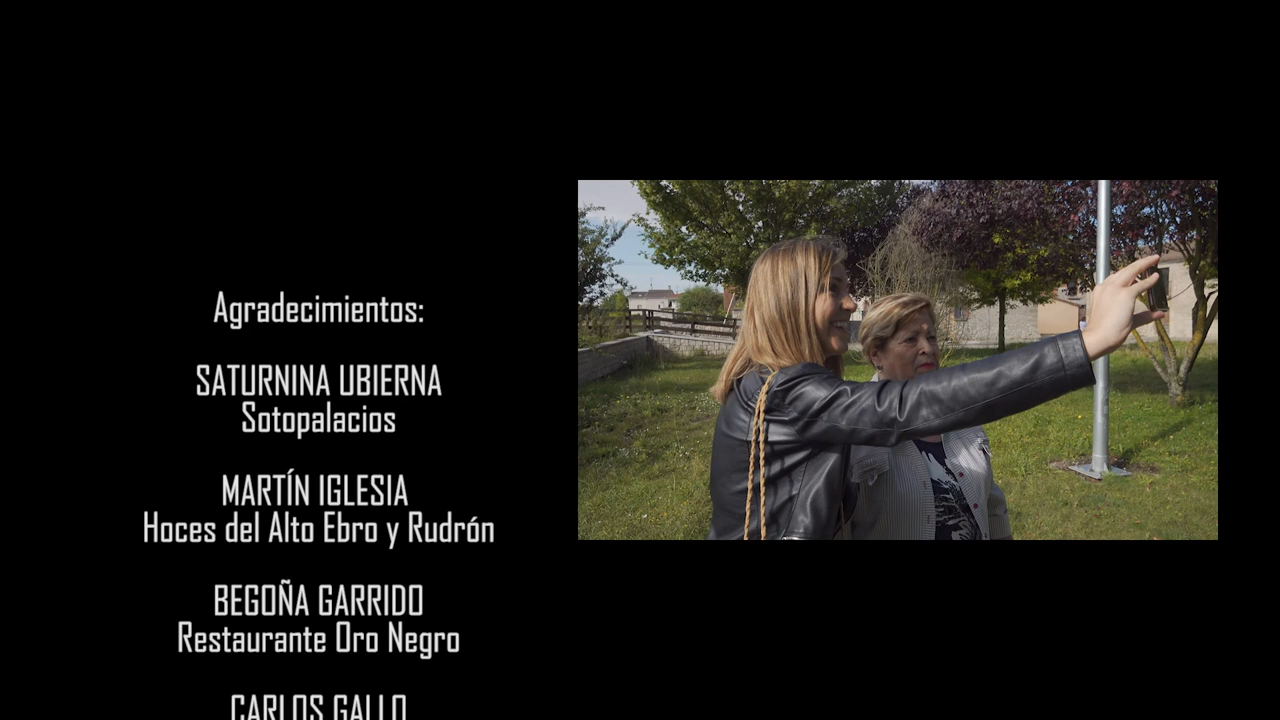 Agradecimientos:
SATURNINA UBIERNA
Sotopalacios
MARTÍN IGLESIA
Hoces del Alto Ebro y Rudrón
BEGOÑA GARRIDO
Restaurante Oro Negro
CARLOS GALLO